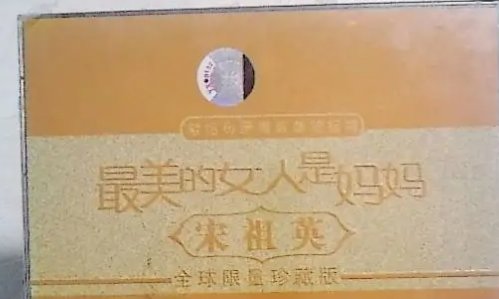 最美的女人是妈妈
宋祖英
全球限量珍藏版